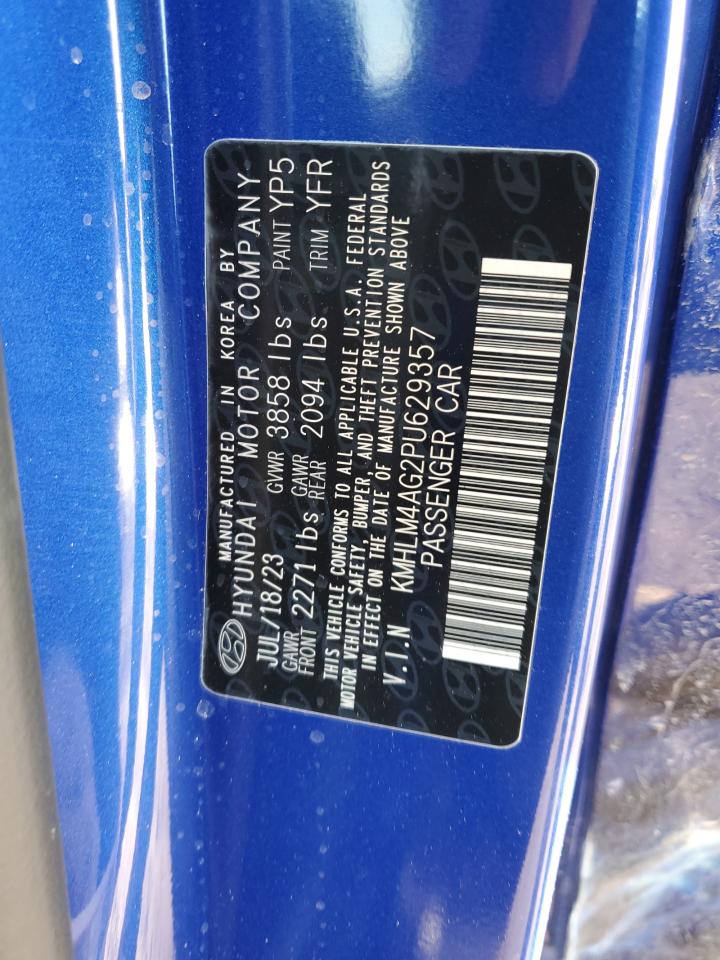 MANUFACTURED IN KOREA BY
HYUNDAI MOTOR COMPANY
JUL/18/23 GVWR 3858 lbs PAINT YP5
GAWR FRONT 2271 lbs GAWR REAR 2094 lbs TRIM YFR
THIS VEHICLE CONFORMS TO ALL APPLICABLE U.S.A. FEDERAL
MOTOR VEHICLE SAFETY, BUMPER, AND THEFT PREVENTION STANDARDS
IN EFFECT ON THE DATE OF MANUFACTURE SHOWN ABOVE
V.I.N KMHLM4AG2PU629357
PASSENGER CAR